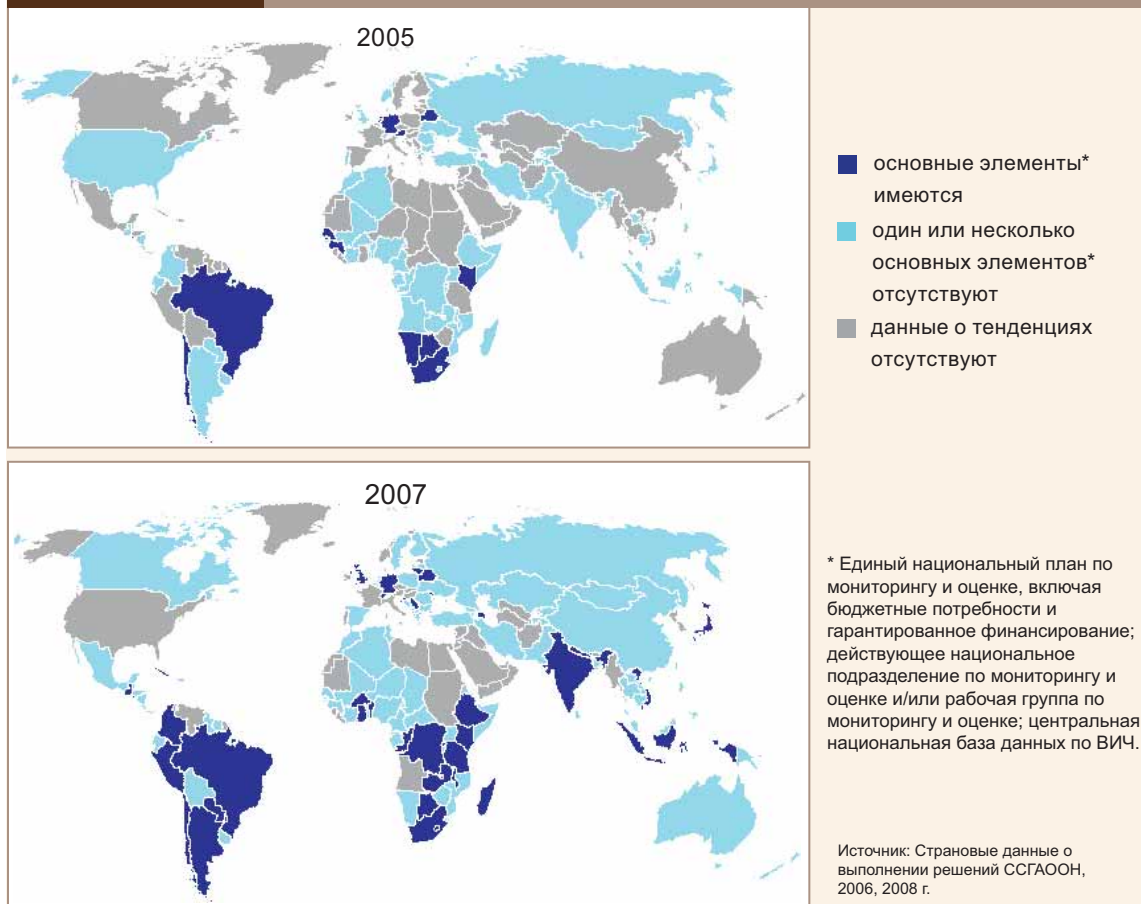 2005
основные элементы*
имеются
один или несколько
основных элементов*
отсутствуют
данные о тенденциях
отсутствуют
2007
* Единый национальный план по
мониторингу и оценке, включая
бюджетные потребности и
гарантированное финансирование;
действующее национальное
подразделение по мониторингу и
оценке и/или рабочая группа по
мониторингу и оценке; центральная
национальная база данных по ВИЧ.
Источник: Страновые данные о
выполнении решений ССГАООН,
2006, 2008 г.